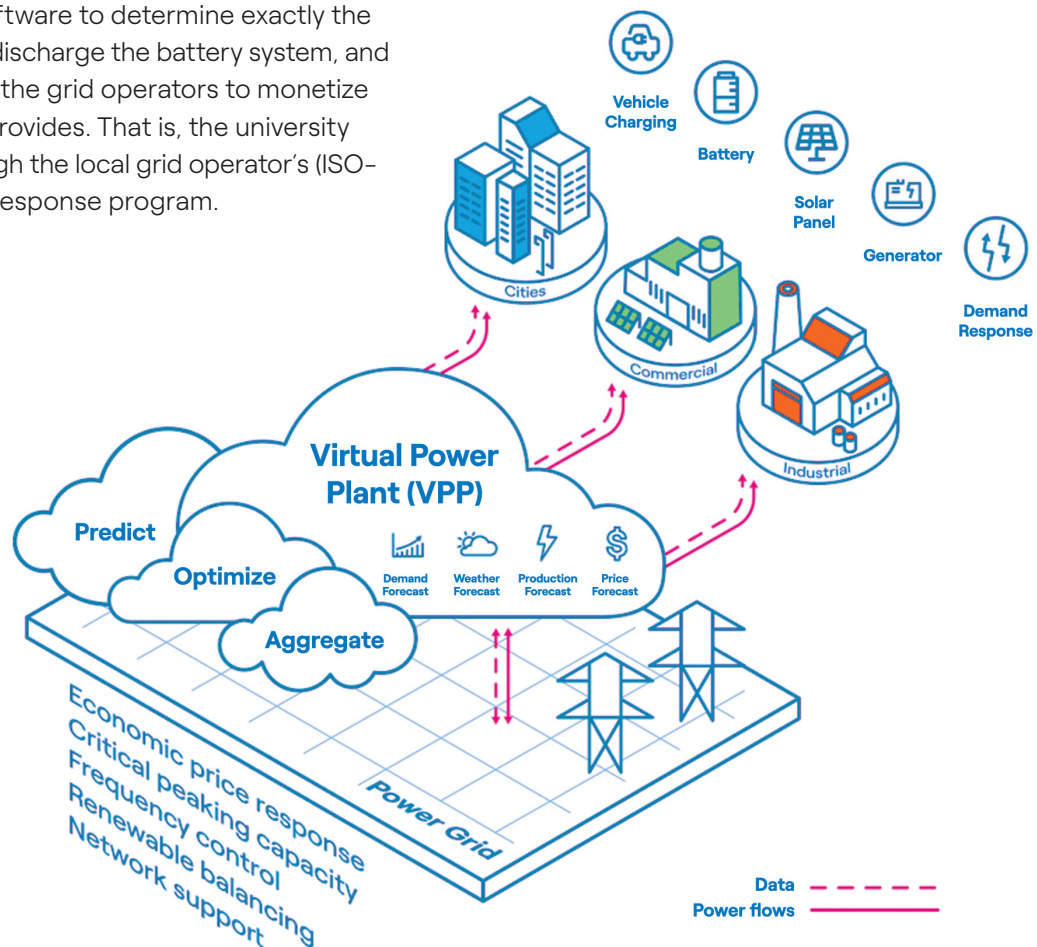 ftware to determine exactly the
discharge the battery system, and
the grid operators to monetize
rovides. That is, the university
gh the local grid operator's (ISO–
esponse program.
Vehicle
Charging
Battery
Solar
Panel
Generator
Demand
Response
Cities
Commercial
Industrial
Virtual Power
Plant (VPP)
Predict
Optimize
Aggregate
Demand
Forecast
Weather
Forecast
Production
Forecast
Price
Forecast
Economic price response
Critical peaking capacity
Frequency control
Renewable balancing
Network support
Power Grid
Data
Power flows